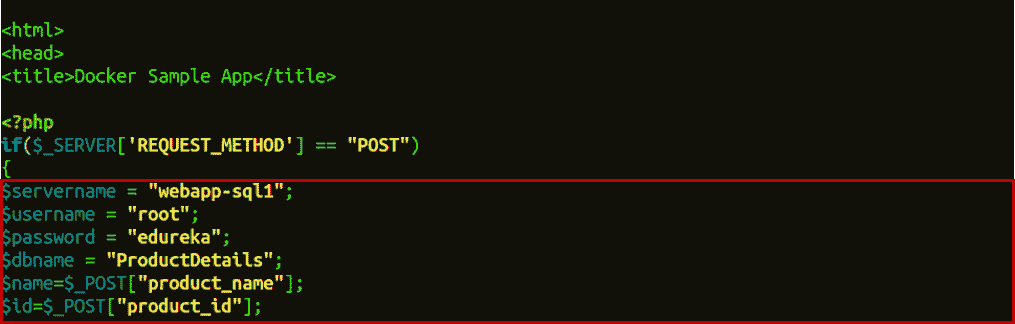 <html>
<head>
<title>Docker Sample App</title>
<?php
if($_SERVER['REQUEST_METHOD'] == "POST")
{
$servername = "webapp-sql1";
$username = "root";
$password = "edureka";
$dbname = "ProductDetails";
$name=$_POST["product_name"];
$id=$_POST["product_id"];